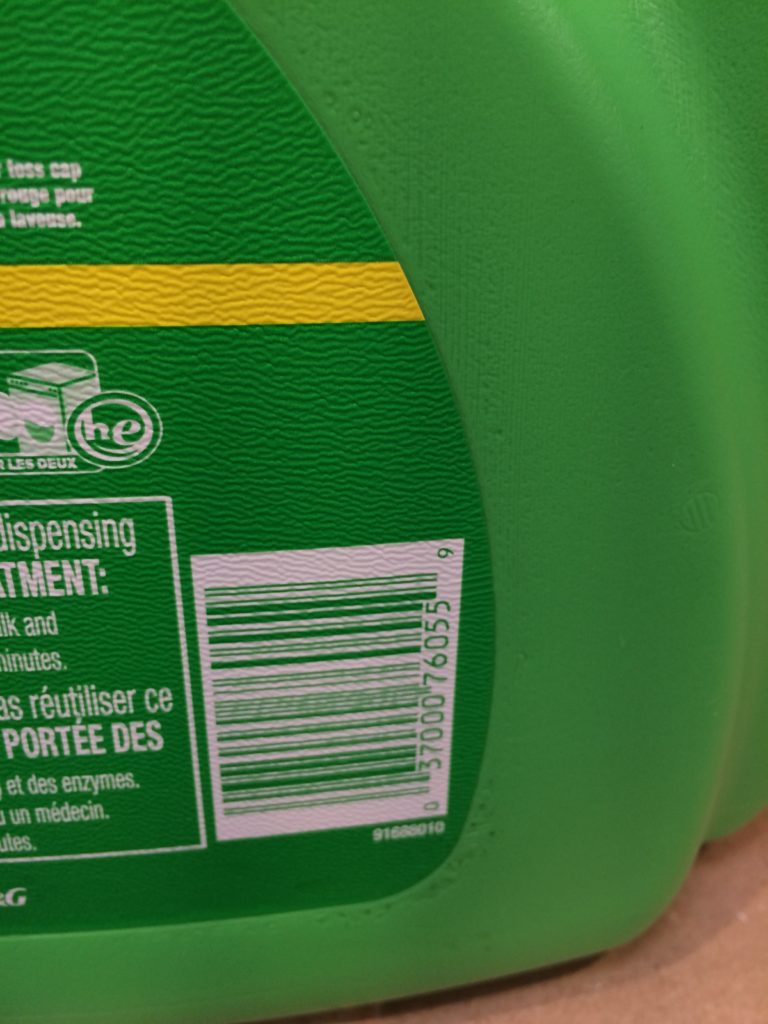 loss cap
rouge pour
laveuse.
he
LES DEUX
dispensing
ATMENT:
lk and
minutes.
as réutiliser ce
PORTÉE DES
et des enzymes.
u un médecin.
utes.
&G
0 37000 76055 9
91688010